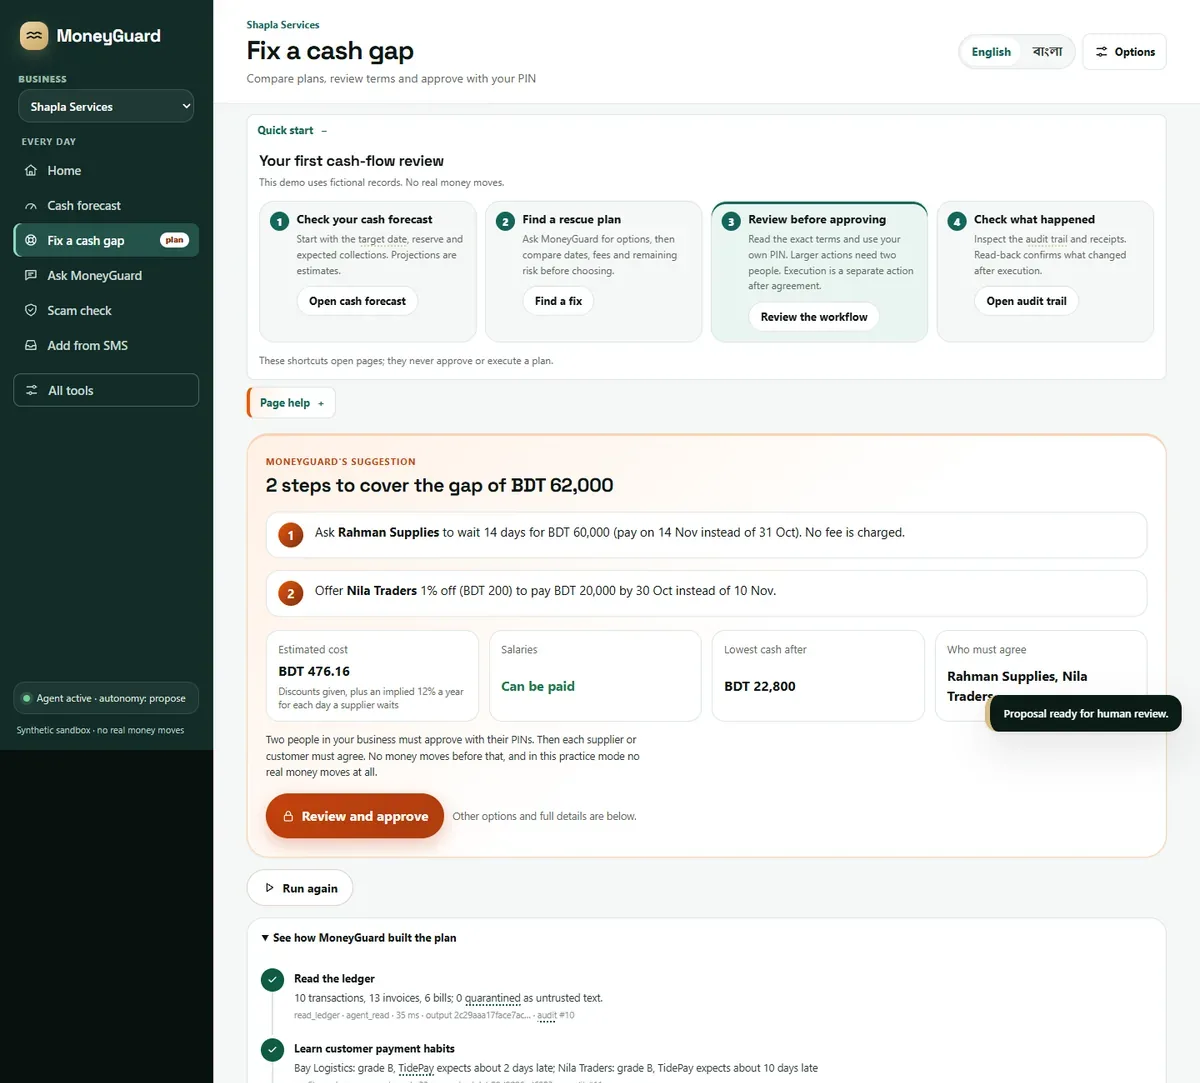 MoneyGuard
BUSINESS
Shapla Services
EVERY DAY
Home
Cash forecast
Fix a cash gap
plan
Ask MoneyGuard
Scam check
Add from SMS
All tools
Agent active · autonomy: propose
Synthetic sandbox · no real money moves
Shapla Services
Fix a cash gap
Compare plans, review terms and approve with your PIN
English
বাংলা
Options
Quick start –
Your first cash-flow review
This demo uses fictional records. No real money moves.
1
Check your cash forecast
Start with the target date, reserve and
expected collections. Projections are
estimates.
Open cash forecast
2
Find a rescue plan
Ask MoneyGuard for options, then
compare dates, fees and remaining
risk before choosing.
Find a fix
3
Review before approving
Read the exact terms and use your
own PIN. Larger actions need two
people. Execution is a separate action
after agreement.
Review the workflow
4
Check what happened
Inspect the audit trail and receipts.
Read-back confirms what changed
after execution.
Open audit trail
These shortcuts open pages; they never approve or execute a plan.
Page help +
MONEYGUARD'S SUGGESTION
2 steps to cover the gap of BDT 62,000
1
Ask Rahman Supplies to wait 14 days for BDT 60,000 (pay on 14 Nov instead of 31 Oct). No fee is charged.
2
Offer Nila Traders 1% off (BDT 200) to pay BDT 20,000 by 30 Oct instead of 10 Nov.
Estimated cost
BDT 476.16
Discounts given, plus an implied 12% a year
for each day a supplier waits
Salaries
Can be paid
Lowest cash after
BDT 22,800
Who must agree
Rahman Supplies, Nila
Traders
Proposal ready for human review.
Two people in your business must approve with their PINs. Then each supplier or
customer must agree. No money moves before that, and in this practice mode no
real money moves at all.
Review and approve
Other options and full details are below.
Run again
See how MoneyGuard built the plan
Read the ledger
10 transactions, 13 invoices, 6 bills; 0 quarantined as untrusted text.
read_ledger · agent_read · 35 ms · output 2c29aaa17face7ac... · audit #10
Learn customer payment habits
Bay Logistics: grade B, TidePay expects about 2 days late; Nila Traders: grade B, TidePay expects about 10 days late